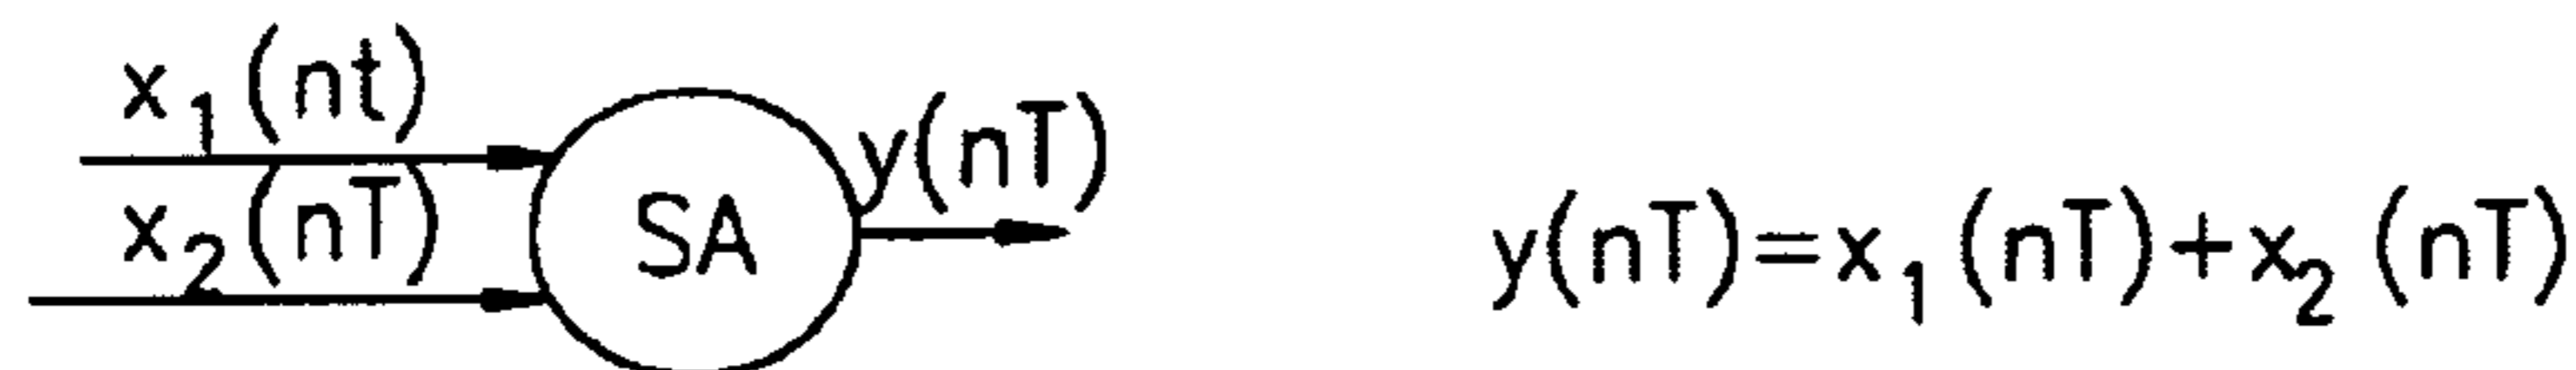 x₁(nt)
x₂(nT)
SA
y(nT)
y(nT)=x₁(nT)+x₂(nT)